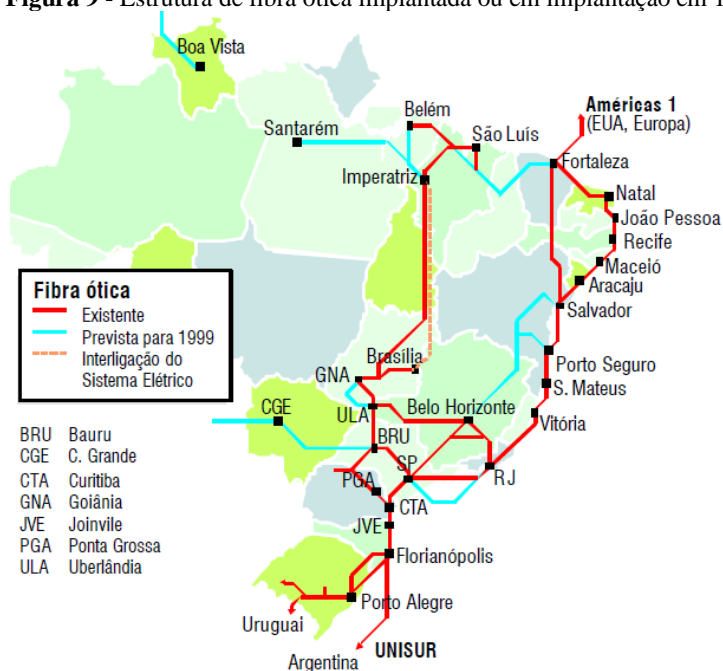 Figura 9 - Estrutura de fibra ótica implantada ou em implantação em 1
Boa Vista
Belém
Américas 1
(EUA, Europa)
Santarém
São Luís
Fortaleza
Imperatriz
Natal
João Pessoa
Recife
Maceió
Aracaju
Salvador
Fibra ótica
Existente
Prevista para 1999
Interligação do
Sistema Elétrico
Brasília
Porto Seguro
GNA
S. Mateus
CGE
ULA
Belo Horizonte
Vitória
BRU
SP
RJ
PGA
CTA
JVE
BRU Bauru
CGE C. Grande
CTA Curitiba
GNA Goiânia
JVE Joinvile
PGA Ponta Grossa
ULA Uberlândia
Florianópolis
Porto Alegre
Uruguai
UNISUR
Argentina